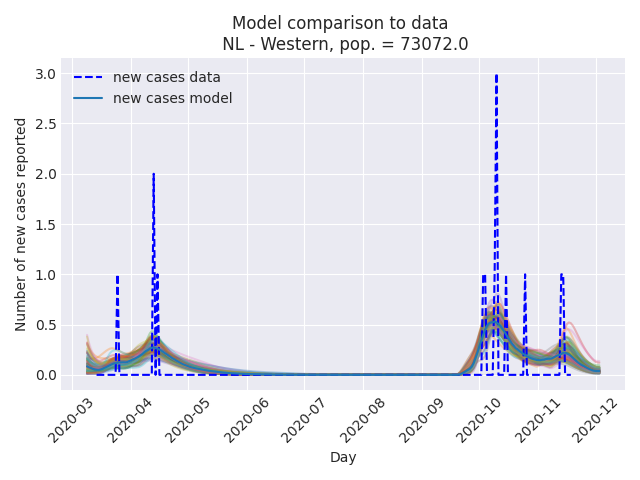 Model comparison to data
NL - Western, pop. = 73072.0
new cases data
new cases model
Number of new cases reported
3.0
2.5
2.0
1.5
1.0
0.5
0.0
2020-03
2020-04
2020-05
2020-06
2020-07
2020-08
2020-09
2020-10
2020-11
2020-12
Day